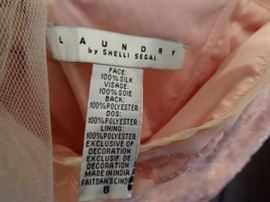 LAUNDRY
by SHELLI SEGAL
FACE:
100%SILK
VISAGE:
100%SOIE
BACK:
100%POLYESTER
DOS:
100%POLYESTER
LINING:
100%POLYESTER
EXCLUSIVE OF
DECORATION
EXCLUSIF DE
DECORATION
MADE IN INDIA
FAIT DANS L'INDE
8